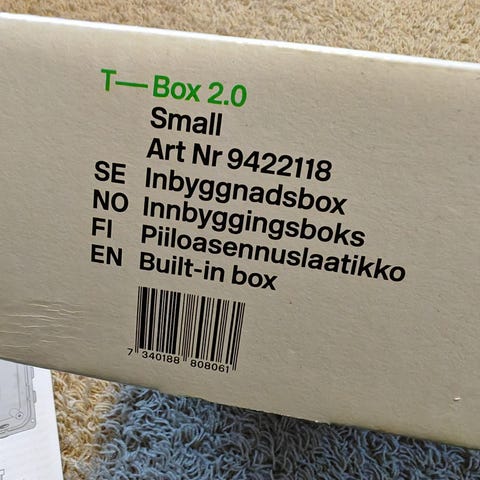 T—Box 2.0
Small
Art Nr 9422118
SE Inbyggnadsbox
NO Innbyggingsboks
FI Piiloasennuslaatikko
EN Built-in box
7 340188 808061